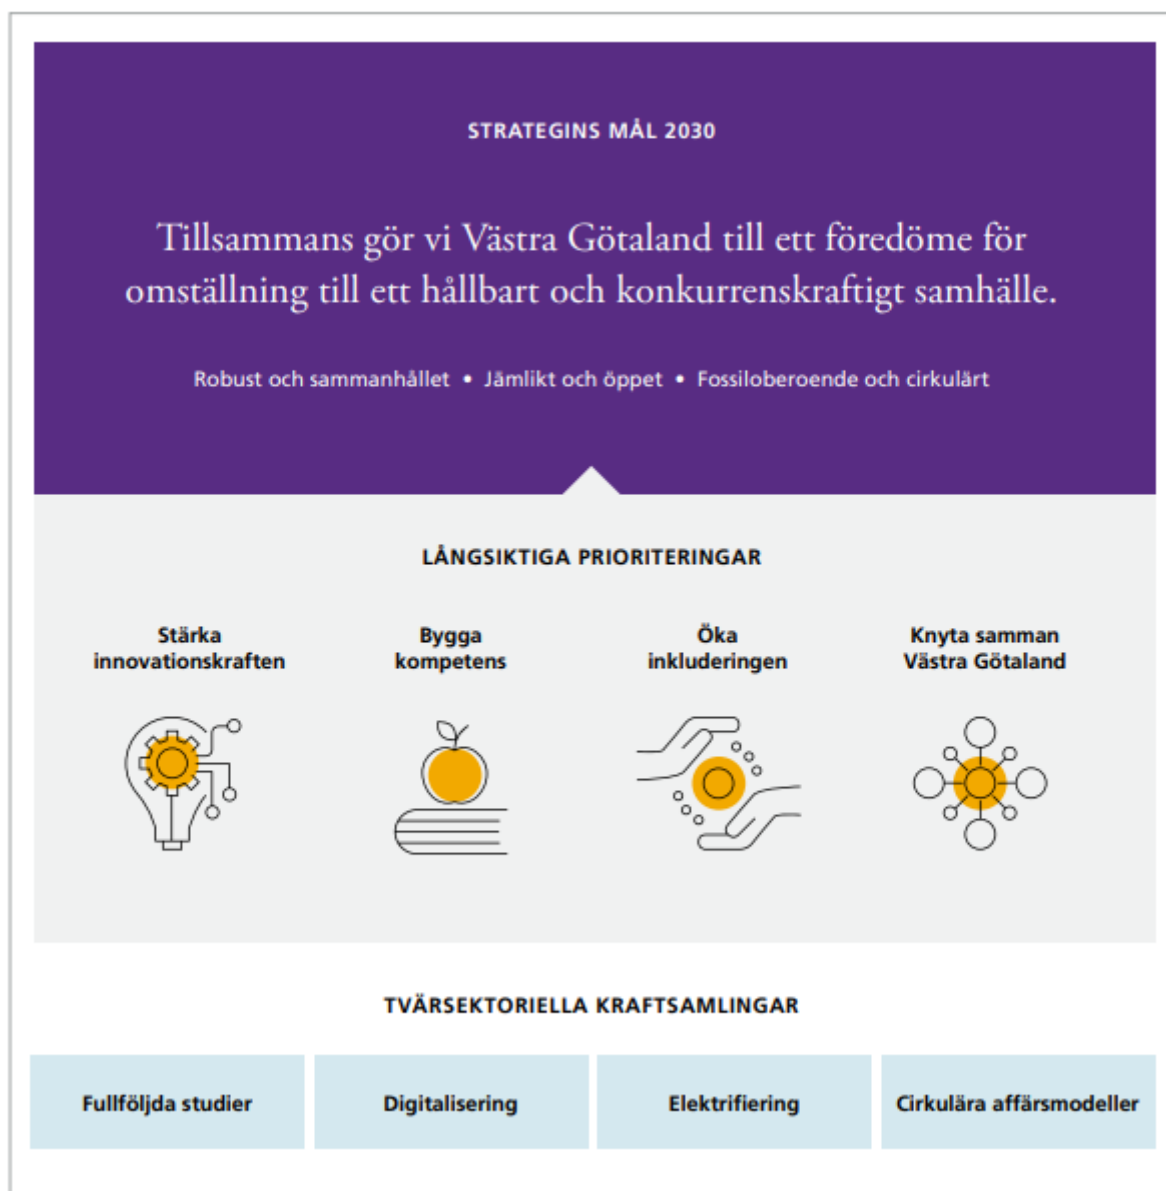 STRATEGINS MÅL 2030
Tillsammans gör vi Västra Götaland till ett föredöme för
omställning till ett hållbart och konkurrenskraftigt samhälle.
Robust och sammanhållet • Jämlikt och öppet • Fossiloberoende och cirkulärt
LÅNGSIKTIGA PRIORITERINGAR
Stärka
innovationskraften
Bygga
kompetens
Öka
inkluderingen
Knyta samman
Västra Götaland
TVÄRSEKTORIELLA KRAFTSAMLINGAR
Fullföljda studier
Digitalisering
Elektrifiering
Cirkulära affärsmodeller